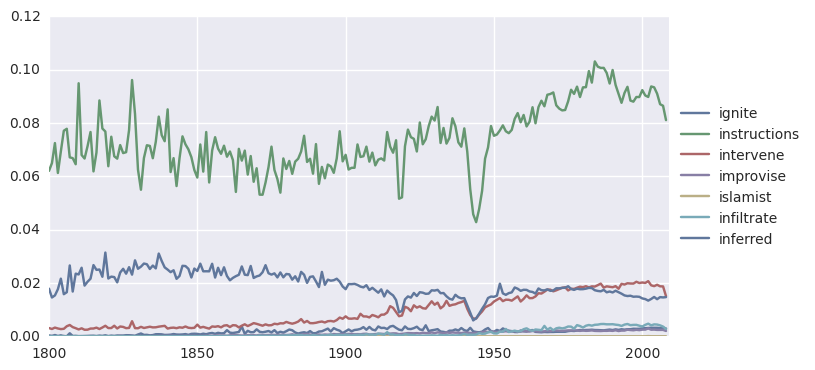 0.12
0.10
0.08
0.06
0.04
0.02
0.00
1800
1850
1900
1950
2000
ignite
instructions
intervene
improvise
islamist
infiltrate
inferred